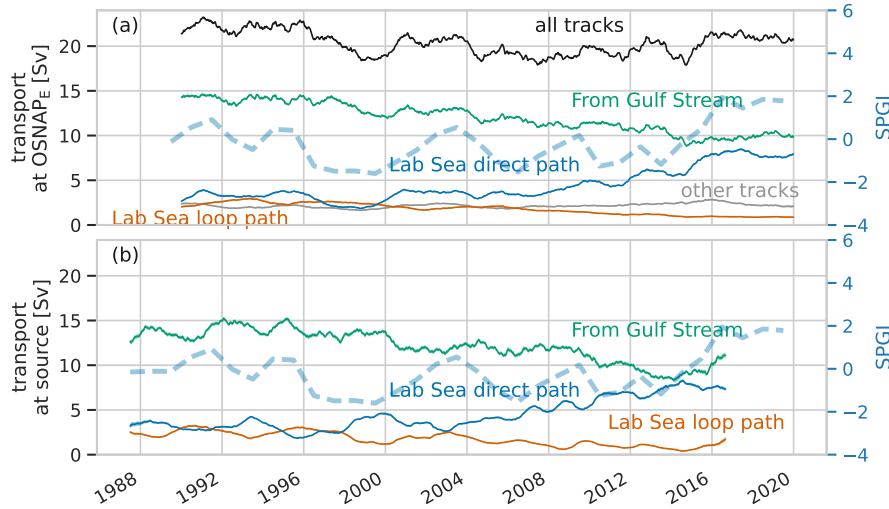 (a)
all tracks
From Gulf Stream
Lab Sea direct path
other tracks
Lab Sea loop path
transport
at OSNAP_E [Sv]
20
15
10
5
0
6
4
2
0
−2
−4
SPGI
(b)
From Gulf Stream
Lab Sea direct path
Lab Sea loop path
transport
at source [Sv]
20
15
10
5
0
6
4
2
0
−2
−4
SPGI
1988
1992
1996
2000
2004
2008
2012
2016
2020